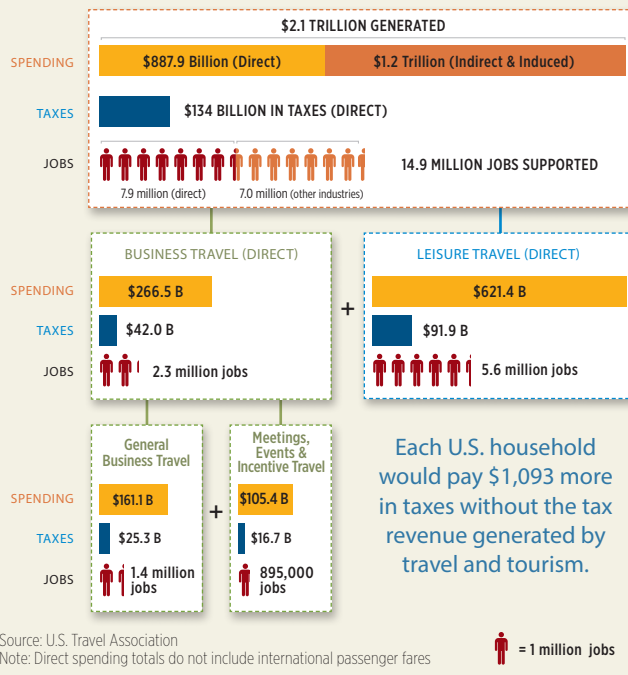 $2.1 TRILLION GENERATED
SPENDING
$887.9 Billion (Direct)
$1.2 Trillion (Indirect & Induced)
TAXES
$134 BILLION IN TAXES (DIRECT)
JOBS
14.9 MILLION JOBS SUPPORTED
7.9 million (direct)
7.0 million (other industries)
BUSINESS TRAVEL (DIRECT)
SPENDING
$266.5 B
TAXES
$42.0 B
JOBS
2.3 million jobs
+
LEISURE TRAVEL (DIRECT)
$621.4 B
$91.9 B
5.6 million jobs
General
Business Travel
SPENDING
$161.1 B
TAXES
$25.3 B
JOBS
1.4 million
jobs
+
Meetings,
Events &
Incentive Travel
$105.4 B
$16.7 B
895,000
jobs
Each U.S. household
would pay $1,093 more
in taxes without the tax
revenue generated by
travel and tourism.
Source: U.S. Travel Association
Note: Direct spending totals do not include international passenger fares
= 1 million jobs